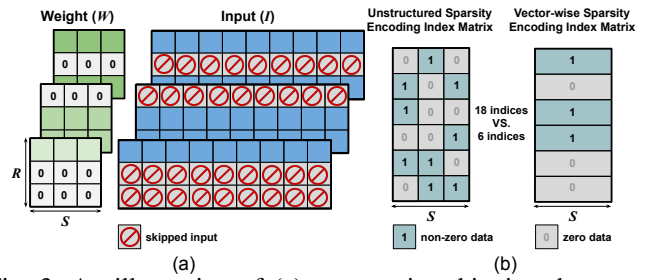 Weight (W)
Input (I)
0 0 0
0 0 0
0 0 0
0 0 0
R
S
skipped input
(a)
Unstructured Sparsity
Encoding Index Matrix
0 1 0
1 0 1
1 0 0
0 0 1
1 1 0
0 1 1
18 indices
VS.
6 indices
S
1 non-zero data
Vector-wise Sparsity
Encoding Index Matrix
1
0
1
1
0
0
S
0 zero data
(b)